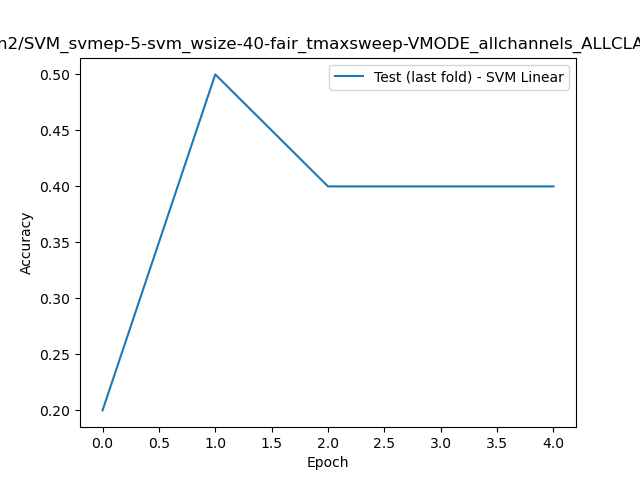 n2/SVM_svmep-5-svm_wsize-40-fair_tmaxsweep-VMODE_allchannels_ALLCLA
Test (last fold) - SVM Linear
0.50
0.45
0.40
0.35
0.30
0.25
0.20
Accuracy
0.0 0.5 1.0 1.5 2.0 2.5 3.0 3.5 4.0
Epoch